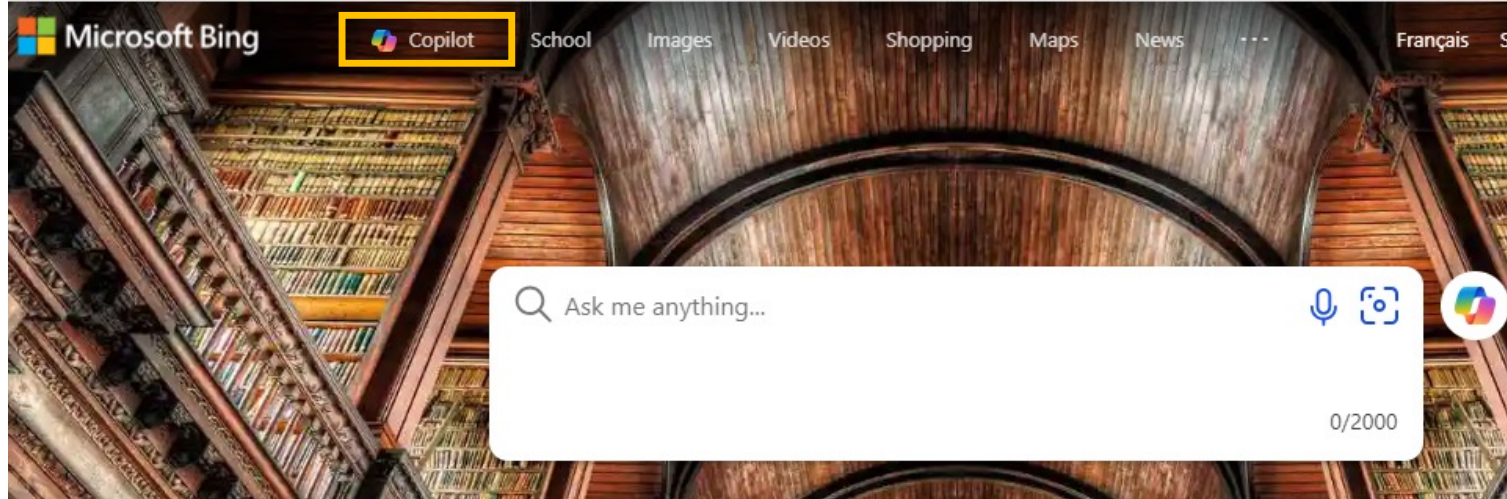 Microsoft Bing Copilot School Images Videos Shopping Maps News ··· Français
Ask me anything...
0/2000